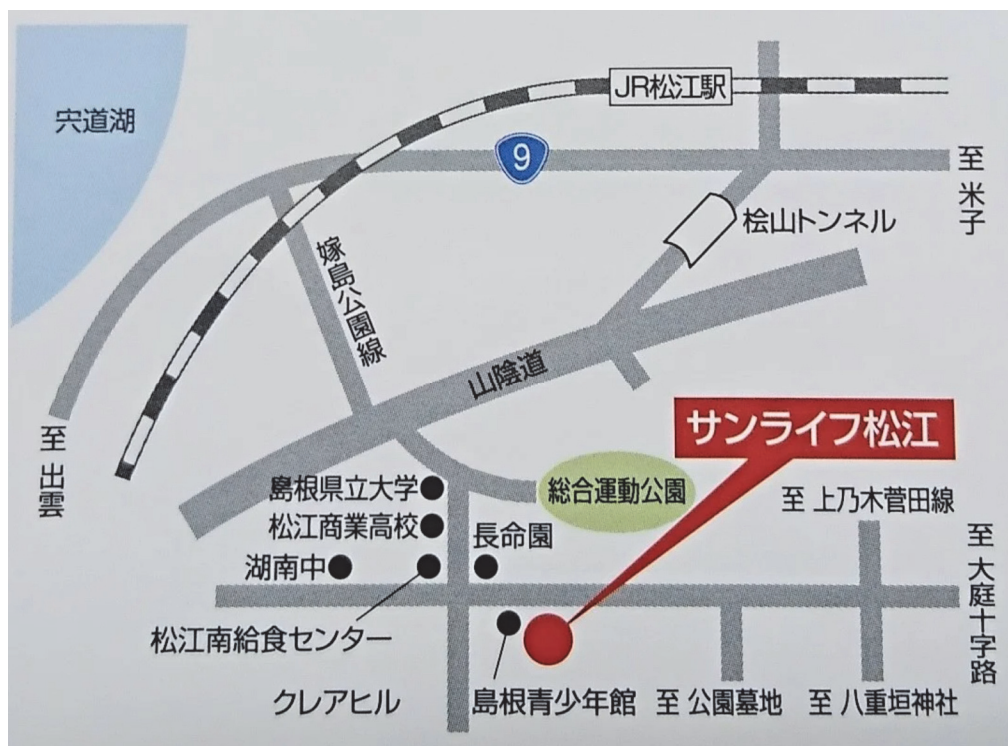 JR松江駅
宍道湖
9
至 米子
桧山トンネル
嫁島公園線
山陰道
サンライフ松江
至 出雲
島根県立大学
総合運動公園
至 上乃木菅田線
松江商業高校
長命園
至 大庭十字路
湖南中
松江南給食センター
クレアヒル
島根青少年館
至 公園墓地
至 八重垣神社